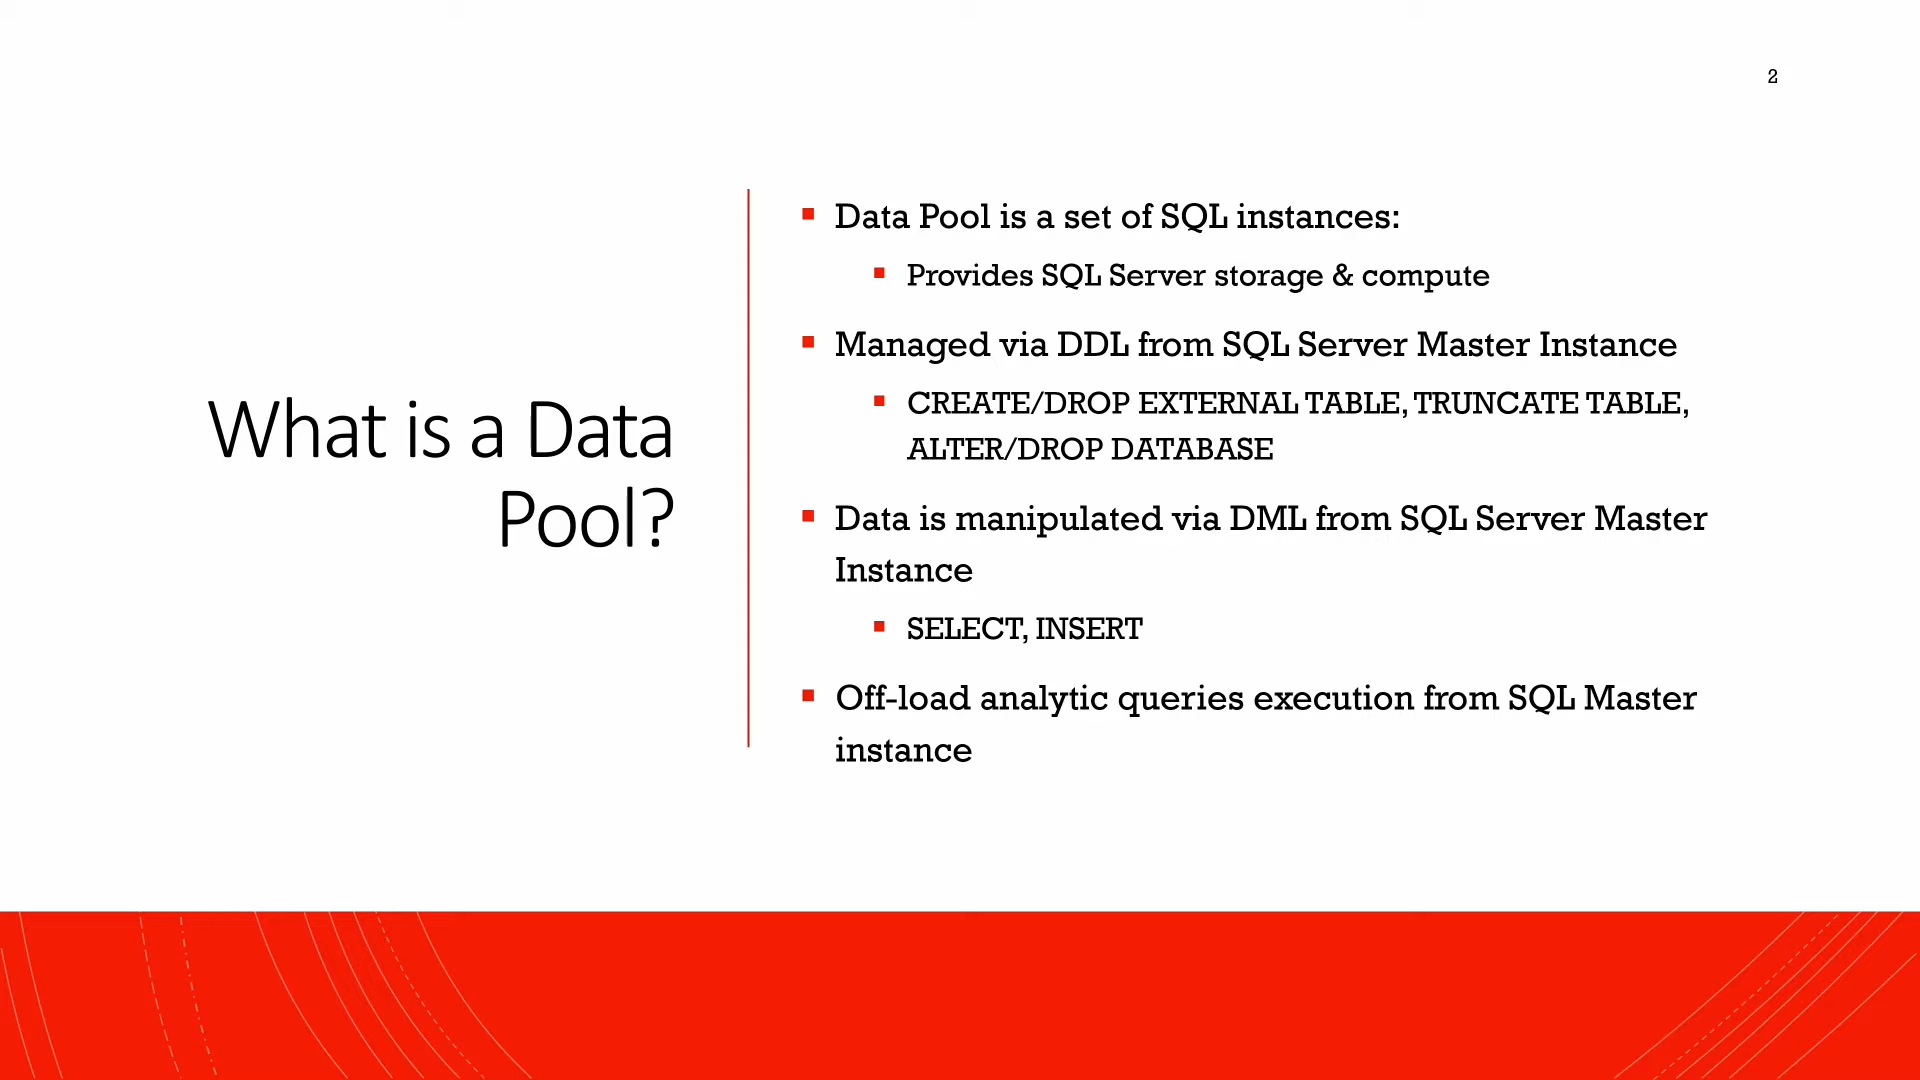 2
What is a Data
Pool?
Data Pool is a set of SQL instances:
Provides SQL Server storage & compute
Managed via DDL from SQL Server Master Instance
CREATE/DROP EXTERNAL TABLE, TRUNCATE TABLE,
ALTER/DROP DATABASE
Data is manipulated via DML from SQL Server Master
Instance
SELECT, INSERT
Off-load analytic queries execution from SQL Master
instance